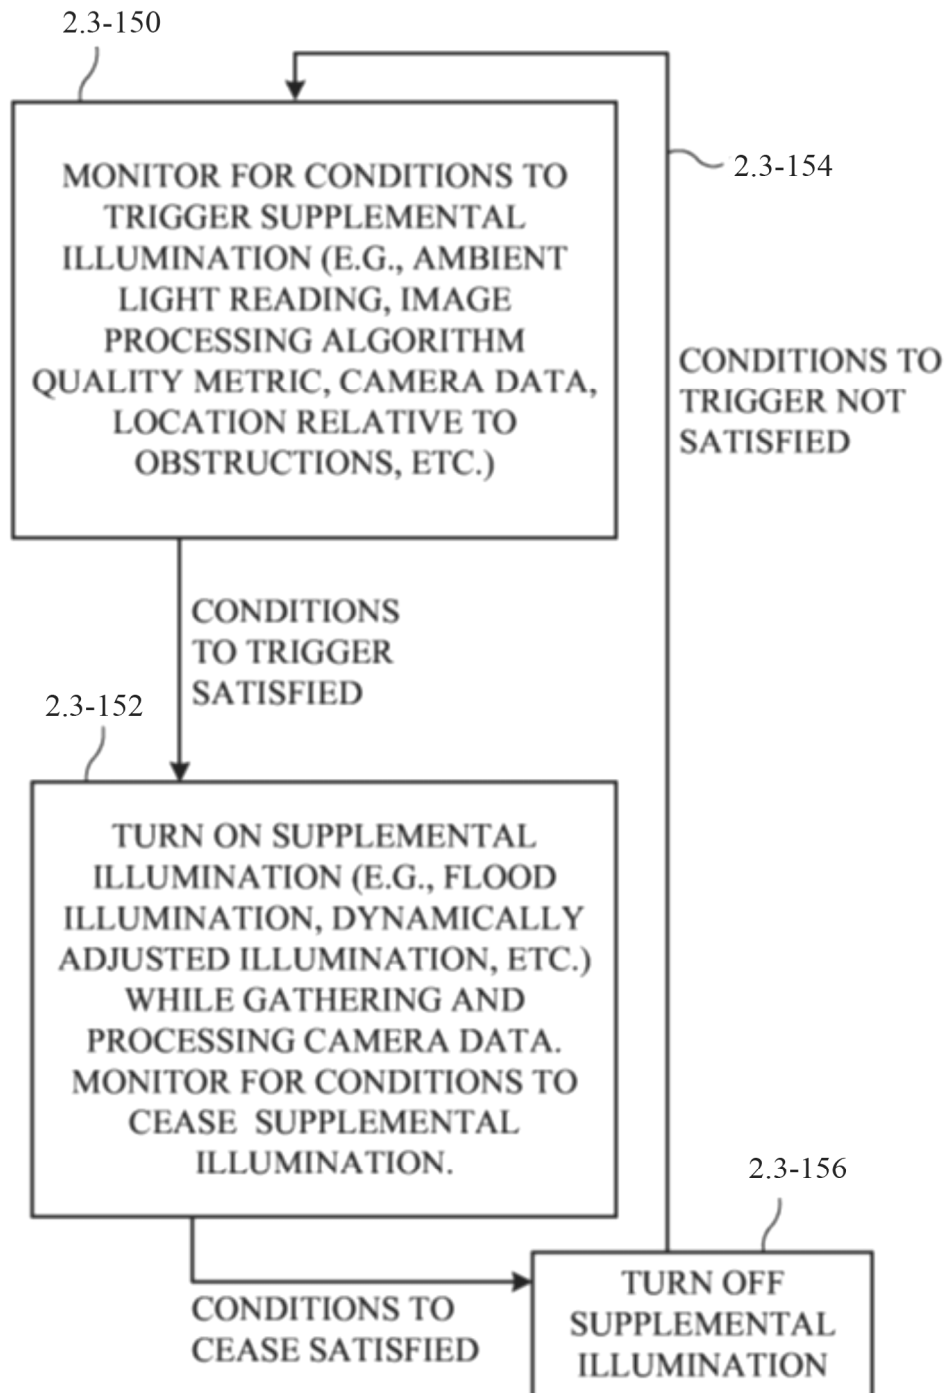 2.3-150
MONITOR FOR CONDITIONS TO
TRIGGER SUPPLEMENTAL
ILLUMINATION (E.G., AMBIENT
LIGHT READING, IMAGE
PROCESSING ALGORITHM
QUALITY METRIC, CAMERA DATA,
LOCATION RELATIVE TO
OBSTRUCTIONS, ETC.)
2.3-154
CONDITIONS TO
TRIGGER NOT
SATISFIED
CONDITIONS
TO TRIGGER
SATISFIED
2.3-152
TURN ON SUPPLEMENTAL
ILLUMINATION (E.G., FLOOD
ILLUMINATION, DYNAMICALLY
ADJUSTED ILLUMINATION, ETC.)
WHILE GATHERING AND
PROCESSING CAMERA DATA.
MONITOR FOR CONDITIONS TO
CEASE SUPPLEMENTAL
ILLUMINATION.
CONDITIONS TO
CEASE SATISFIED
2.3-156
TURN OFF
SUPPLEMENTAL
ILLUMINATION